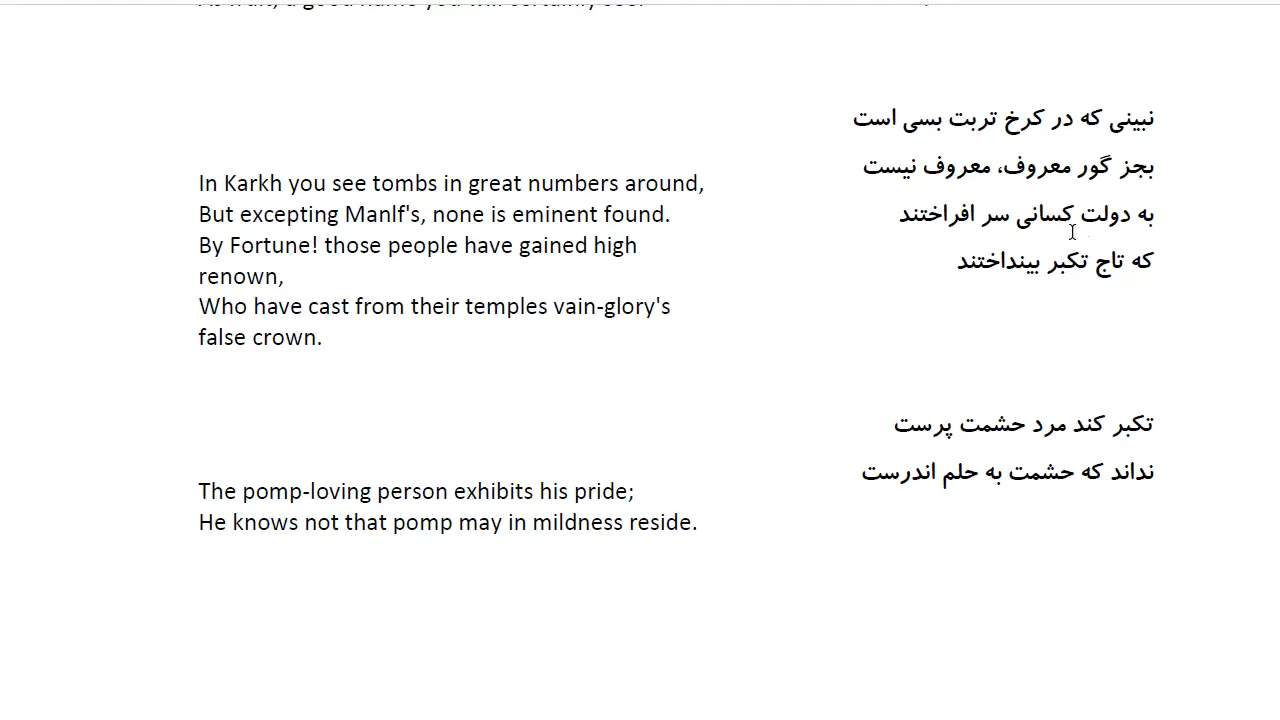 نبینی که در کرخ تربت بسی است
بجز گور معروف، معروف نیست
به دولت کسانی سر افراختند
که تاج تکبر بینداختند
In Karkh you see tombs in great numbers around,
But excepting Manlf's, none is eminent found.
By Fortune! those people have gained high
renown,
Who have cast from their temples vain-glory's
false crown.
تکبر کند مرد حشمت پرست
نداند که حشمت به حلم اندرست
The pomp-loving person exhibits his pride;
He knows not that pomp may in mildness reside.